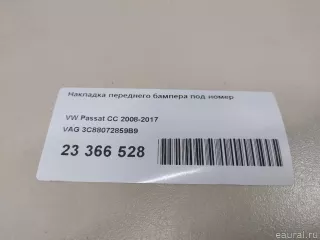 Накладка переднего бампера под номер
VW Passat CC 2008-2017
VAG 3C88072859B9
23 366 528
eaural.ru